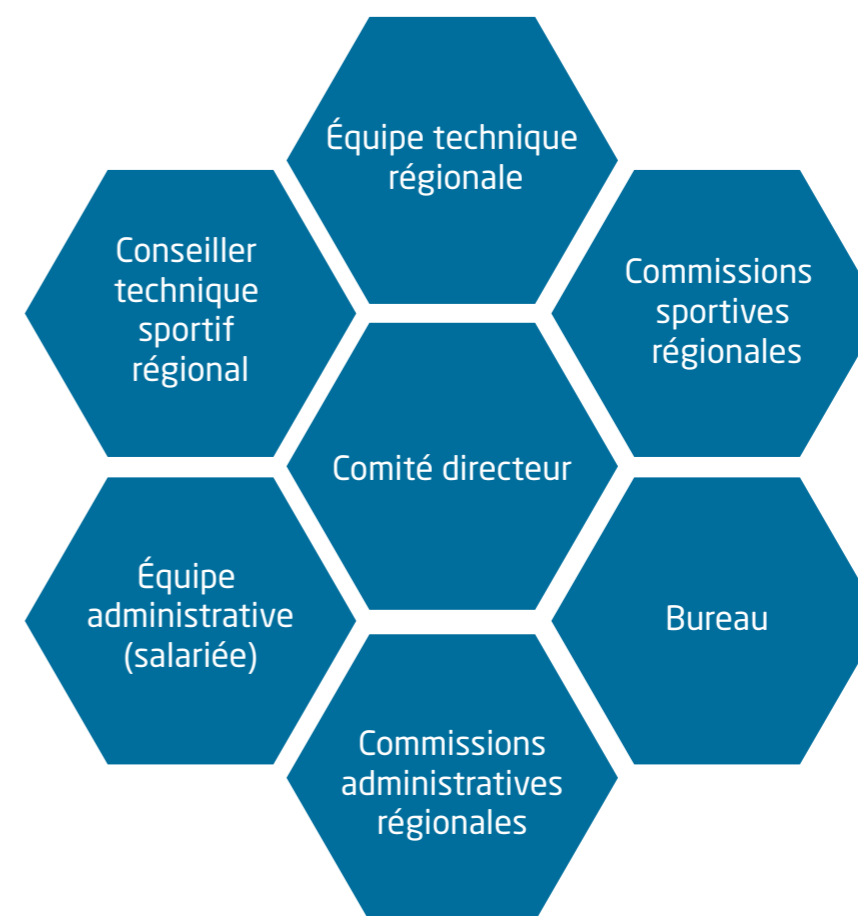 Équipe technique
régionale
Conseiller
technique
sportif
régional
Commissions
sportives
régionales
Comité directeur
Équipe
administrative
(salariée)
Bureau
Commissions
administratives
régionales